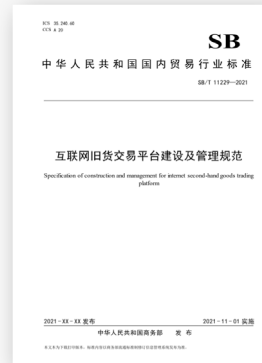 ICS 35.240.60
CCS A 20
SB
中华人民共和国国内贸易行业标准
SB/T 11229—2021
互联网旧货交易平台建设及管理规范
Specification of construction and management for internet second-hand goods trading
platform
2021-XX-XX 发布
2021-11-01 实施
中华人民共和国商务部 发 布